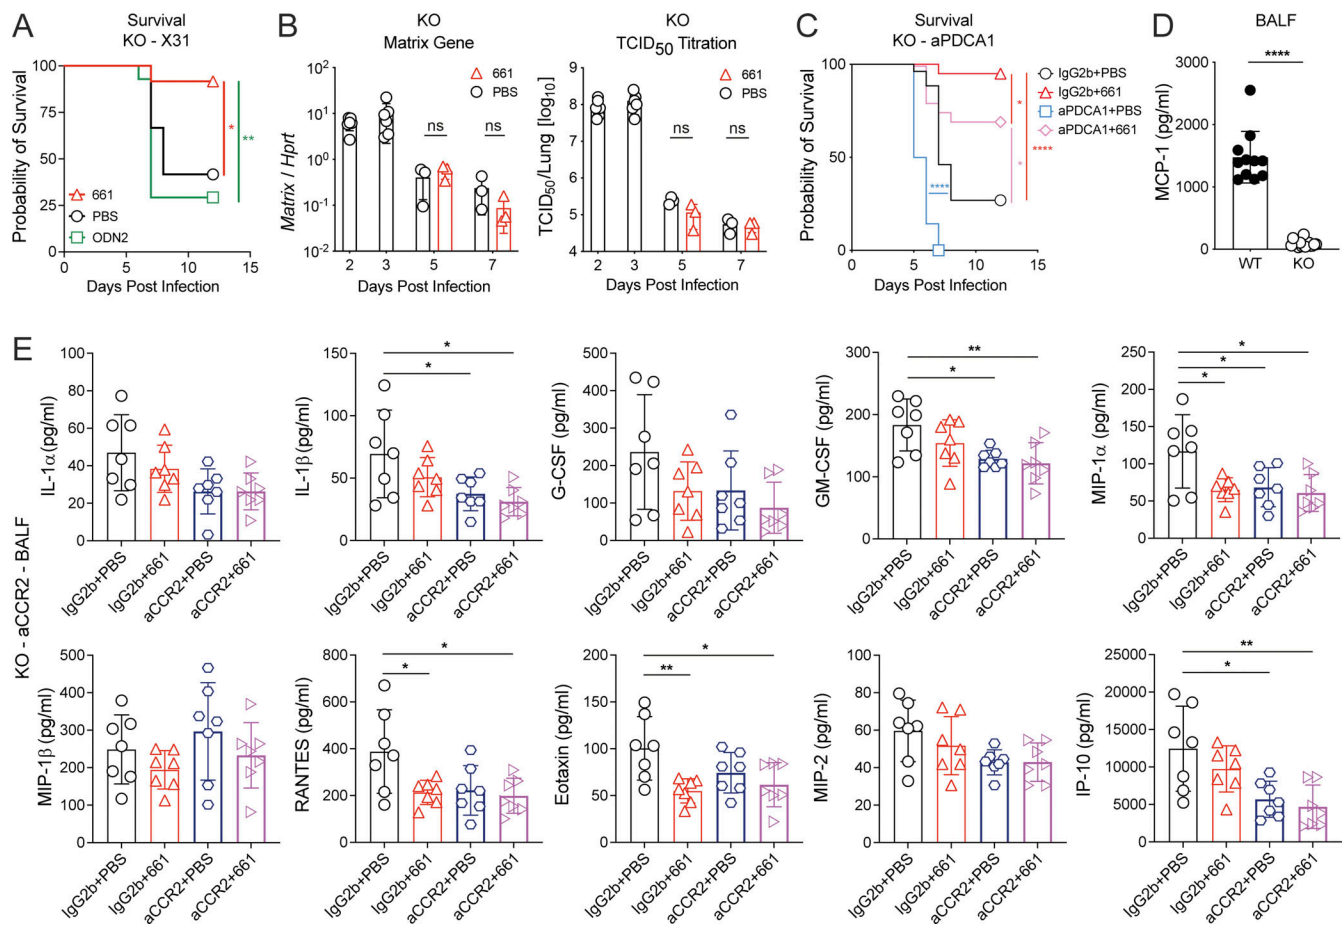 A
Survival
KO - X31
Probability of Survival
100
75
50
25
0
0 5 10 15
Days Post Infection
661
PBS
ODN2
*
**
B
KO
Matrix Gene
Matrix / Hprt
10²
10¹
10⁰
10⁻¹
10⁻²
2 3 5 7
Days Post Infection
661
PBS
ns
ns
KO
TCID₅₀ Titration
TCID₅₀/Lung [log₁₀]
9
8
7
6
5
4
2 3 5 7
Days Post Infection
661
PBS
ns
ns
C
Survival
KO - aPDCA1
Probability of Survival
100
75
50
25
0
0 5 10 15
Days Post Infection
IgG2b+PBS
IgG2b+661
aPDCA1+PBS
aPDCA1+661
*
****
*
****
D
BALF
MCP-1 (pg/ml)
3000
2000
1000
0
WT KO
****
E
KO - aCCR2 - BALF
IL-1α(pg/ml)
100
80
60
40
20
0
IgG2b+PBS
IgG2b+661
aCCR2+PBS
aCCR2+661
IL-1β(pg/ml)
150
100
50
0
*
*
IgG2b+PBS
IgG2b+661
aCCR2+PBS
aCCR2+661
G-CSF (pg/ml)
500
400
300
200
100
0
IgG2b+PBS
IgG2b+661
aCCR2+PBS
aCCR2+661
GM-CSF (pg/ml)
300
200
100
0
**
*
IgG2b+PBS
IgG2b+661
aCCR2+PBS
aCCR2+661
MIP-1α (pg/ml)
250
200
150
100
50
0
*
*
*
IgG2b+PBS
IgG2b+661
aCCR2+PBS
aCCR2+661
MIP-1β (pg/ml)
500
400
300
200
100
0
IgG2b+PBS
IgG2b+661
aCCR2+PBS
aCCR2+661
RANTES (pg/ml)
800
600
400
200
0
*
*
IgG2b+PBS
IgG2b+661
aCCR2+PBS
aCCR2+661
Eotaxin (pg/ml)
200
150
100
50
0
*
**
IgG2b+PBS
IgG2b+661
aCCR2+PBS
aCCR2+661
MIP-2 (pg/ml)
100
80
60
40
20
0
IgG2b+PBS
IgG2b+661
aCCR2+PBS
aCCR2+661
IP-10 (pg/ml)
25000
20000
15000
10000
5000
0
**
*
IgG2b+PBS
IgG2b+661
aCCR2+PBS
aCCR2+661